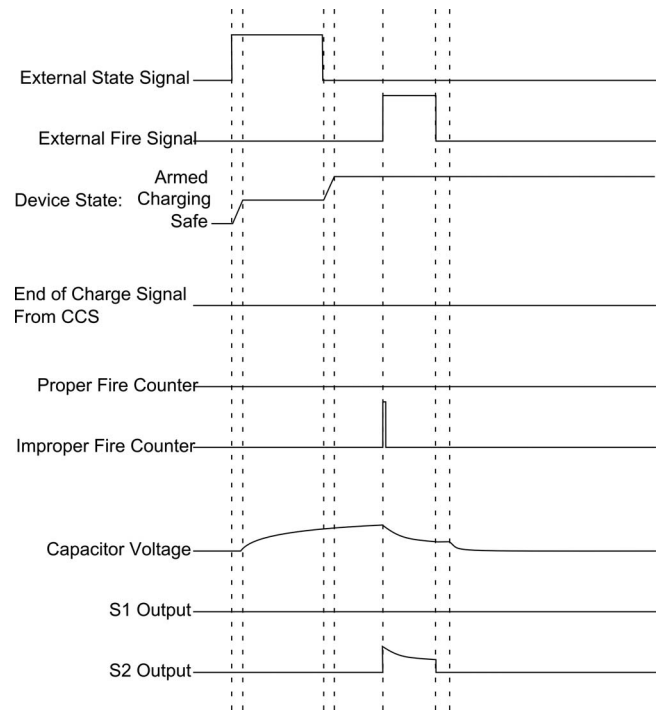 External State Signal
External Fire Signal
Armed
Device State: Charging
Safe
End of Charge Signal
From CCS
Proper Fire Counter
Improper Fire Counter
Capacitor Voltage
S1 Output
S2 Output